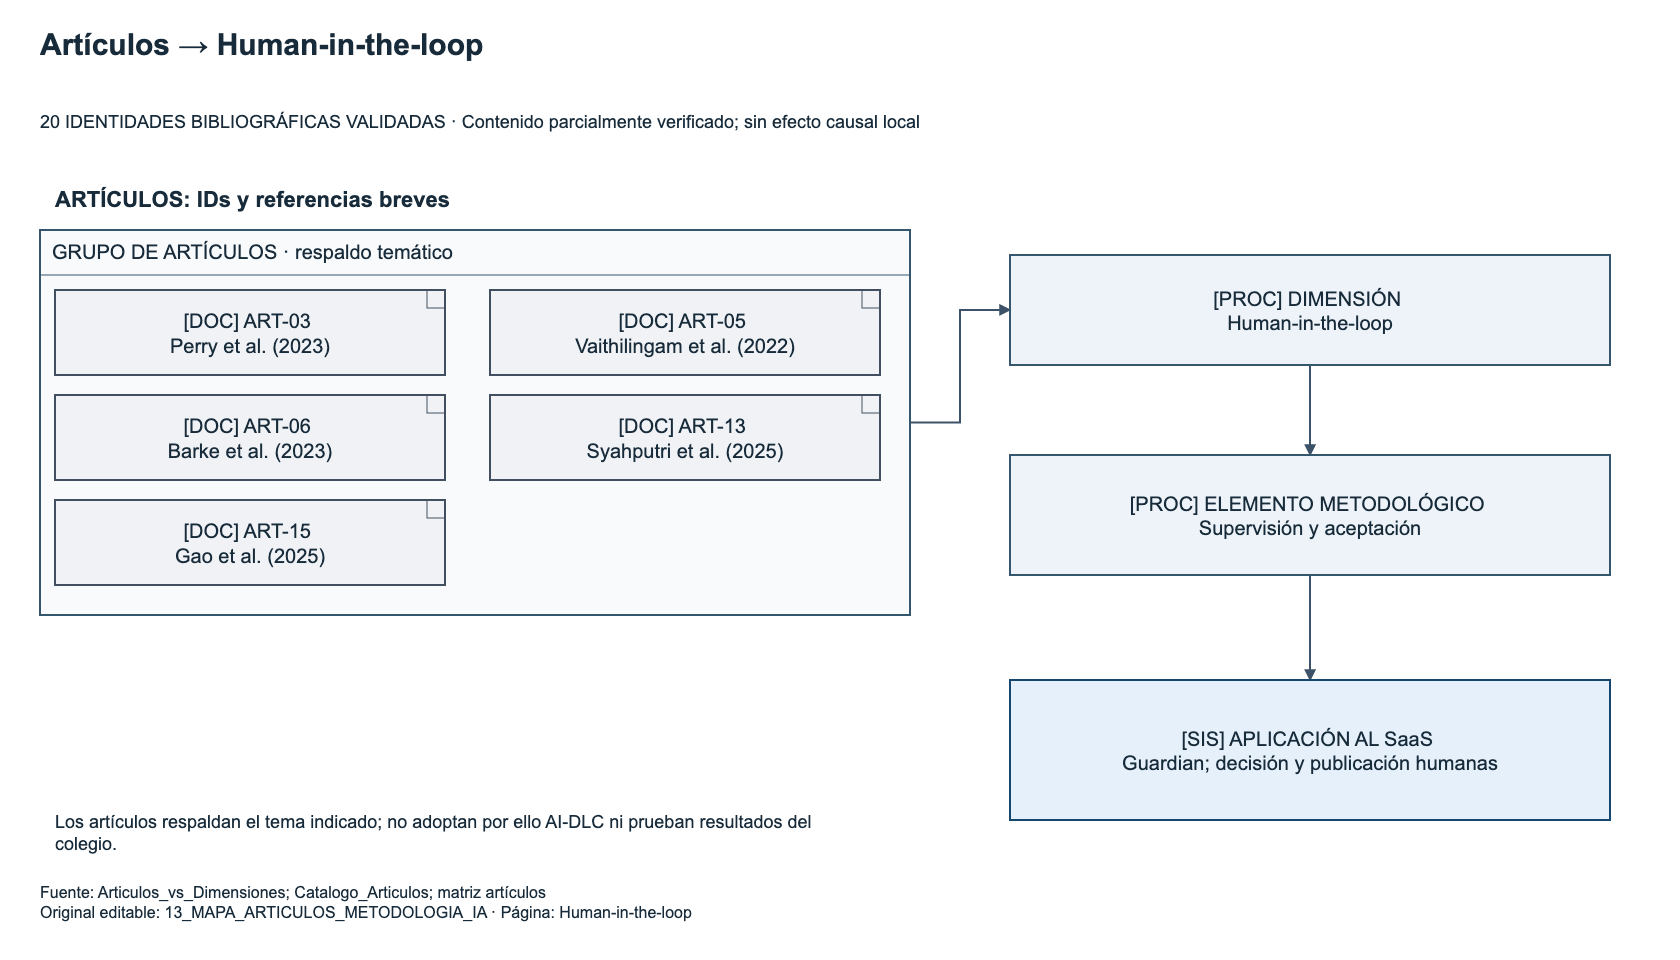 Artículos → Human-in-the-loop
20 IDENTIDADES BIBLIOGRÁFICAS VALIDADAS · Contenido parcialmente verificado; sin efecto causal local
ARTÍCULOS: IDs y referencias breves
GRUPO DE ARTÍCULOS · respaldo temático
[DOC] ART-03
Perry et al. (2023)
[DOC] ART-05
Vaithilingam et al. (2022)
[DOC] ART-06
Barke et al. (2023)
[DOC] ART-13
Syahputri et al. (2025)
[DOC] ART-15
Gao et al. (2025)
[PROC] DIMENSIÓN
Human-in-the-loop
[PROC] ELEMENTO METODOLÓGICO
Supervisión y aceptación
[SIS] APLICACIÓN AL SaaS
Guardian; decisión y publicación humanas
Los artículos respaldan el tema indicado; no adoptan por ello AI-DLC ni prueban resultados del
colegio.
Fuente: Articulos_vs_Dimensiones; Catalogo_Articulos; matriz artículos
Original editable: 13_MAPA_ARTICULOS_METODOLOGIA_IA · Página: Human-in-the-loop